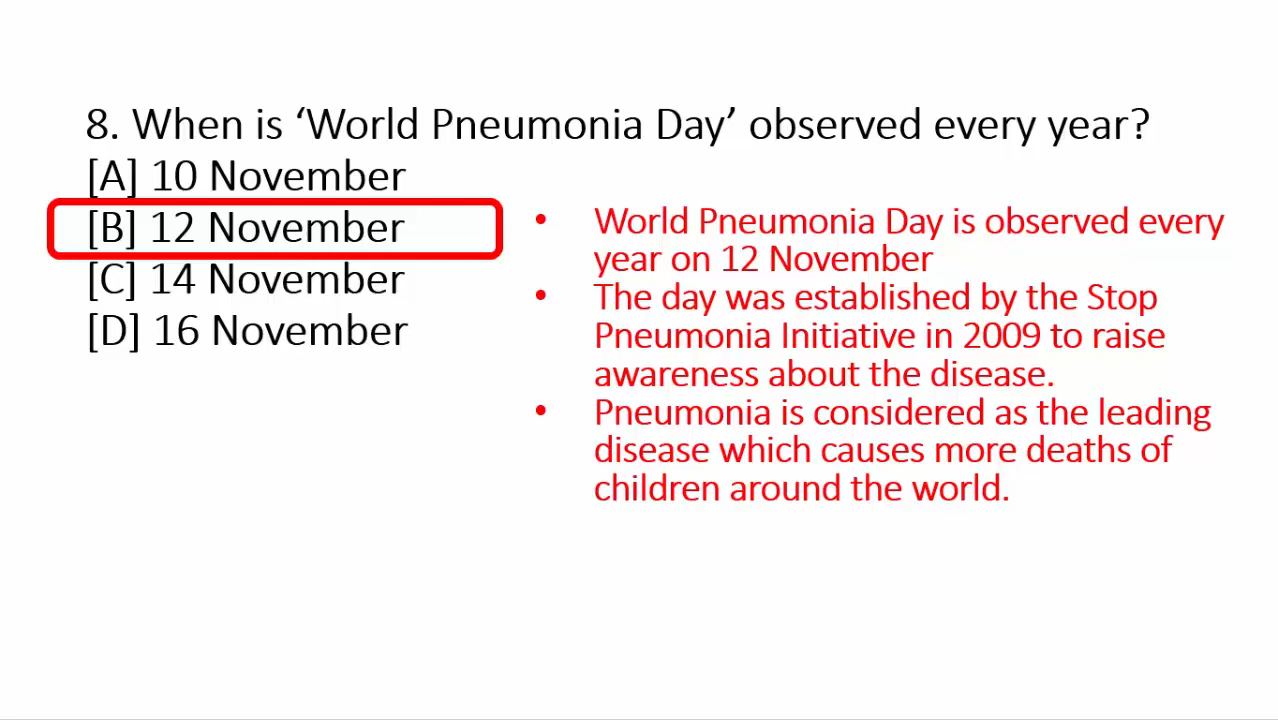 8. When is ‘World Pneumonia Day’ observed every year?
[A] 10 November
[B] 12 November
[C] 14 November
[D] 16 November
• World Pneumonia Day is observed every
year on 12 November
• The day was established by the Stop
Pneumonia Initiative in 2009 to raise
awareness about the disease.
• Pneumonia is considered as the leading
disease which causes more deaths of
children around the world.